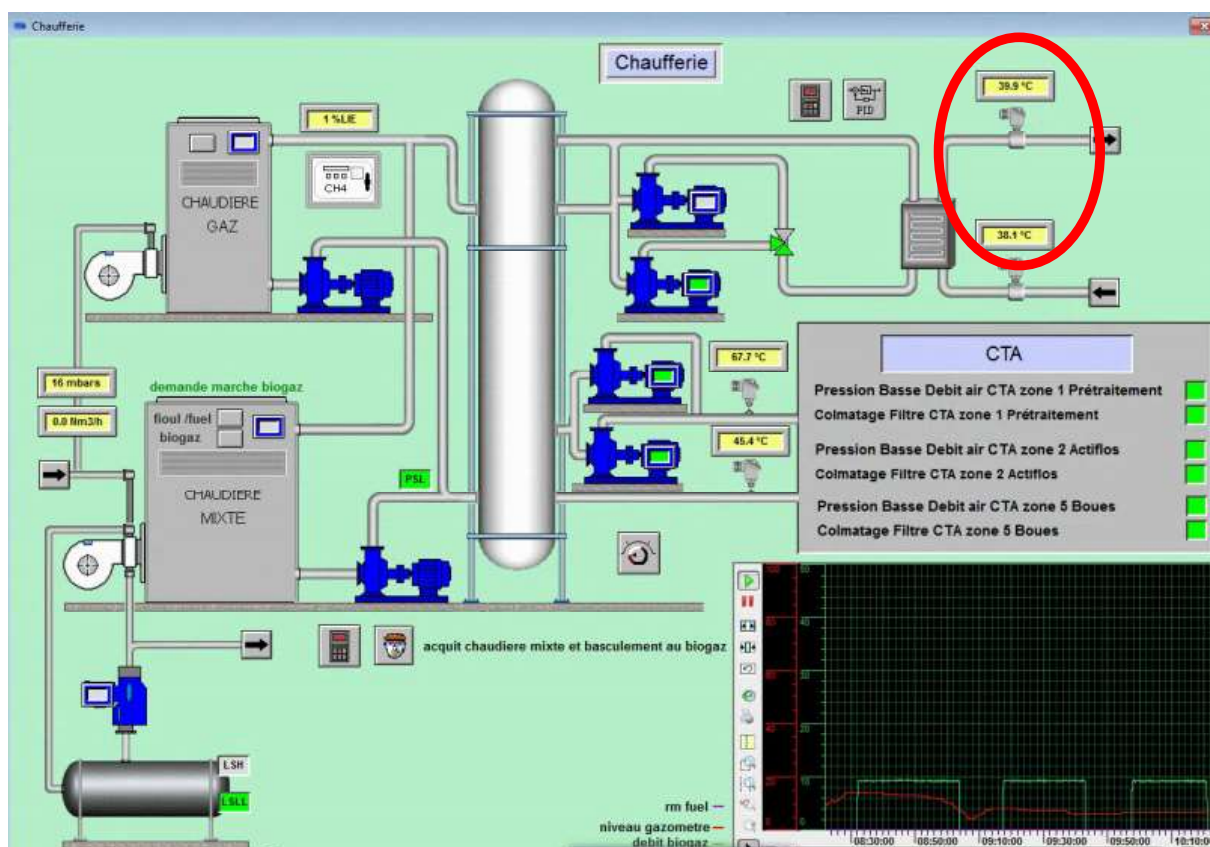 Chaufferie
Chaufferie
39.9 °C
1 %LIE
PID
CH4
CHAUDIERE
GAZ
38.1 °C
CTA
67.7 °C
16 mbars
demande marche biogaz
Pression Basse Debit air CTA zone 1 Prétraitement
fioul /fuel
Colmatage Filtre CTA zone 1 Prétraitement
0.0 Nm3/h
biogaz
45.4 °C
Pression Basse Debit air CTA zone 2 Actiflos
Colmatage Filtre CTA zone 2 Actiflos
PSL
CHAUDIERE
MIXTE
Pression Basse Debit air CTA zone 5 Boues
Colmatage Filtre CTA zone 5 Boues
acquit chaudiere mixte et basculement au biogaz
LSH
LSLL
rm fuel
niveau gazometre
debit biogaz
08:30:00 08:50:00 09:10:00 09:30:00 09:50:00 10:10:00